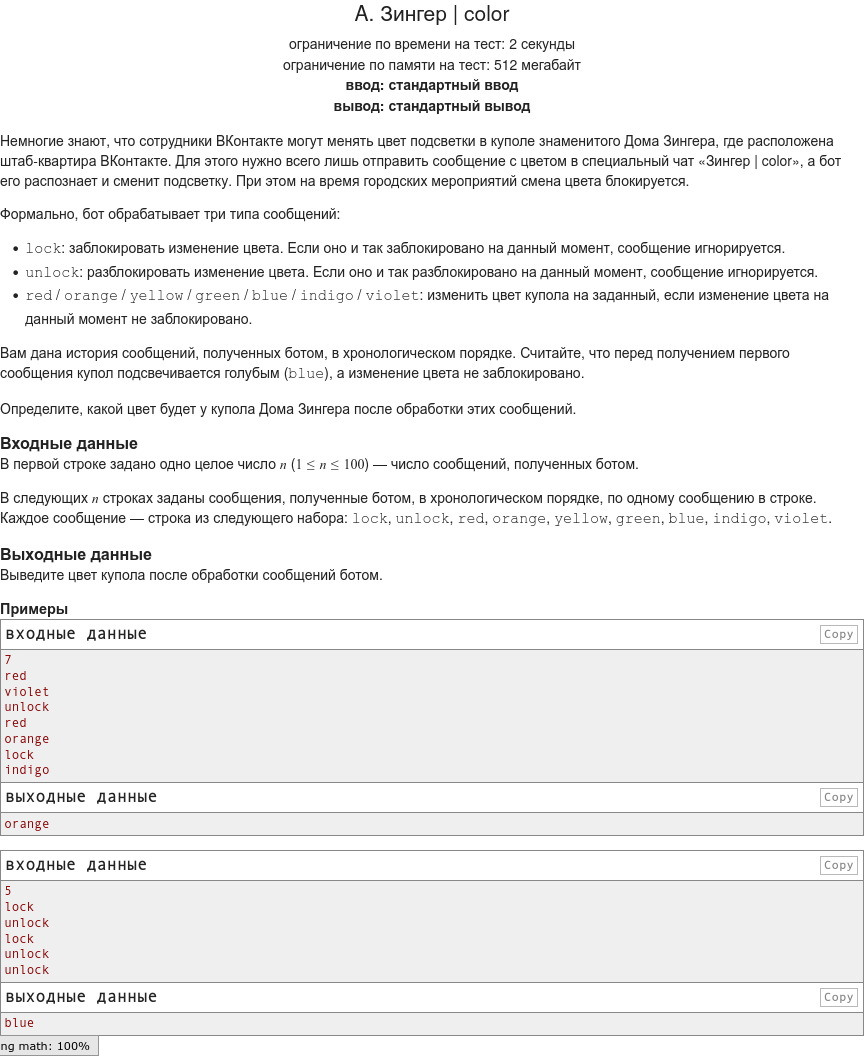 А. Зингер | color
ограничение по времени на тест: 2 секунды
ограничение по памяти на тест: 512 мегабайт
ввод: стандартный ввод
вывод: стандартный вывод
Немногие знают, что сотрудники ВКонтакте могут менять цвет подсветки в куполе знаменитого Дома Зингера, где расположена
штаб-квартира ВКонтакте. Для этого нужно всего лишь отправить сообщение с цветом в специальный чат «Зингер | color», а бот
его распознает и сменит подсветку. При этом на время городских мероприятий смена цвета блокируется.
Формально, бот обрабатывает три типа сообщений:
• lock: заблокировать изменение цвета. Если оно и так заблокировано на данный момент, сообщение игнорируется.
• unlock: разблокировать изменение цвета. Если оно и так разблокировано на данный момент, сообщение игнорируется.
• red / orange / yellow / green / blue / indigo / violet: изменить цвет купола на заданный, если изменение цвета на
данный момент не заблокировано.
Вам дана история сообщений, полученных ботом, в хронологическом порядке. Считайте, что перед получением первого
сообщения купол подсвечивается голубым (blue), а изменение цвета не заблокировано.
Определите, какой цвет будет у купола Дома Зингера после обработки этих сообщений.
Входные данные
В первой строке задано одно целое число n (1 ≤ n ≤ 100) — число сообщений, полученных ботом.
В следующих n строках заданы сообщения, полученные ботом, в хронологическом порядке, по одному сообщению в строке.
Каждое сообщение — строка из следующего набора: lock, unlock, red, orange, yellow, green, blue, indigo, violet.
Выходные данные
Выведите цвет купола после обработки сообщений ботом.
Примеры
входные данные Copy
7
red
violet
unlock
red
orange
lock
indigo
выходные данные Copy
orange
входные данные Copy
5
lock
unlock
lock
unlock
unlock
выходные данные Copy
blue
ng math: 100%